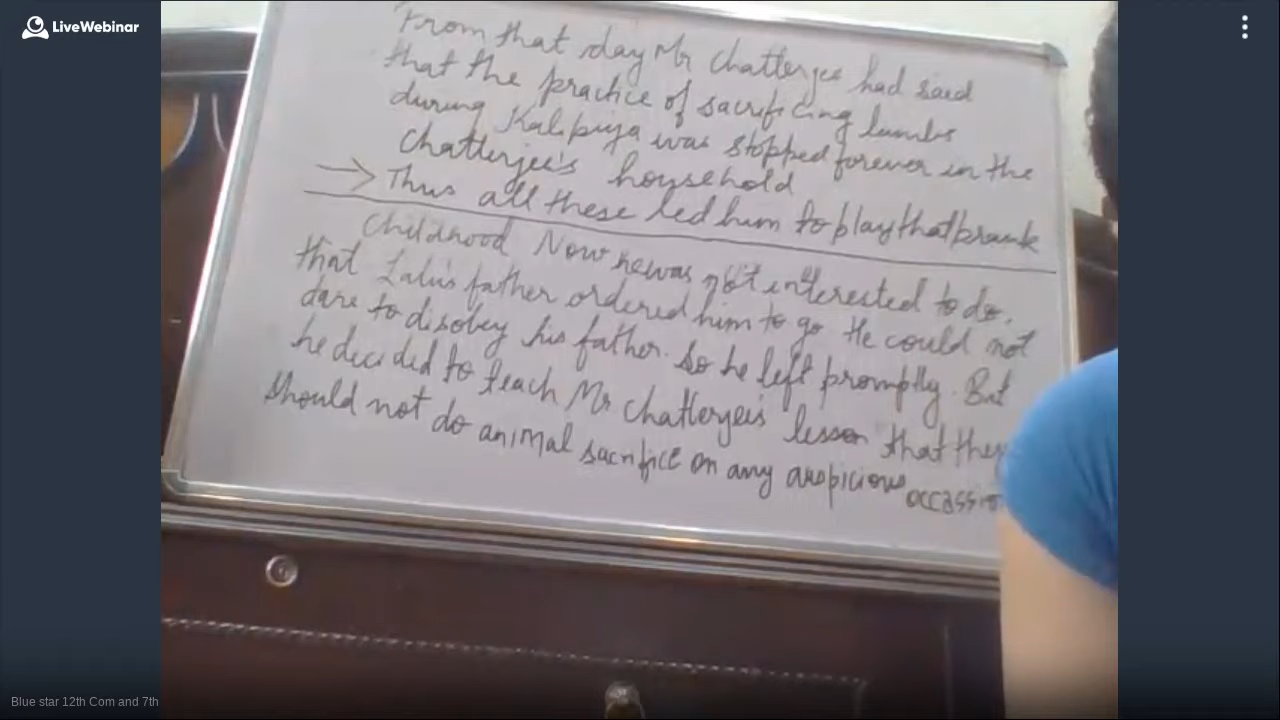 LiveWebinar
From that day Mr Chatterjee had said
that the practice of sacrificing lambs
during Kalipuja was stopped forever in the
Chatterjee's household
→ Thus all these led him to play that prank
Childhood Now he was not interested to do.
that Lalu's father ordered him to go He could not
dare to disobey his father. So he left promptly. But
he decided to teach Mr Chatterjee's lesson that they
should not do animal sacrifice on any auspicious occassion
Blue star 12th Com and 7th